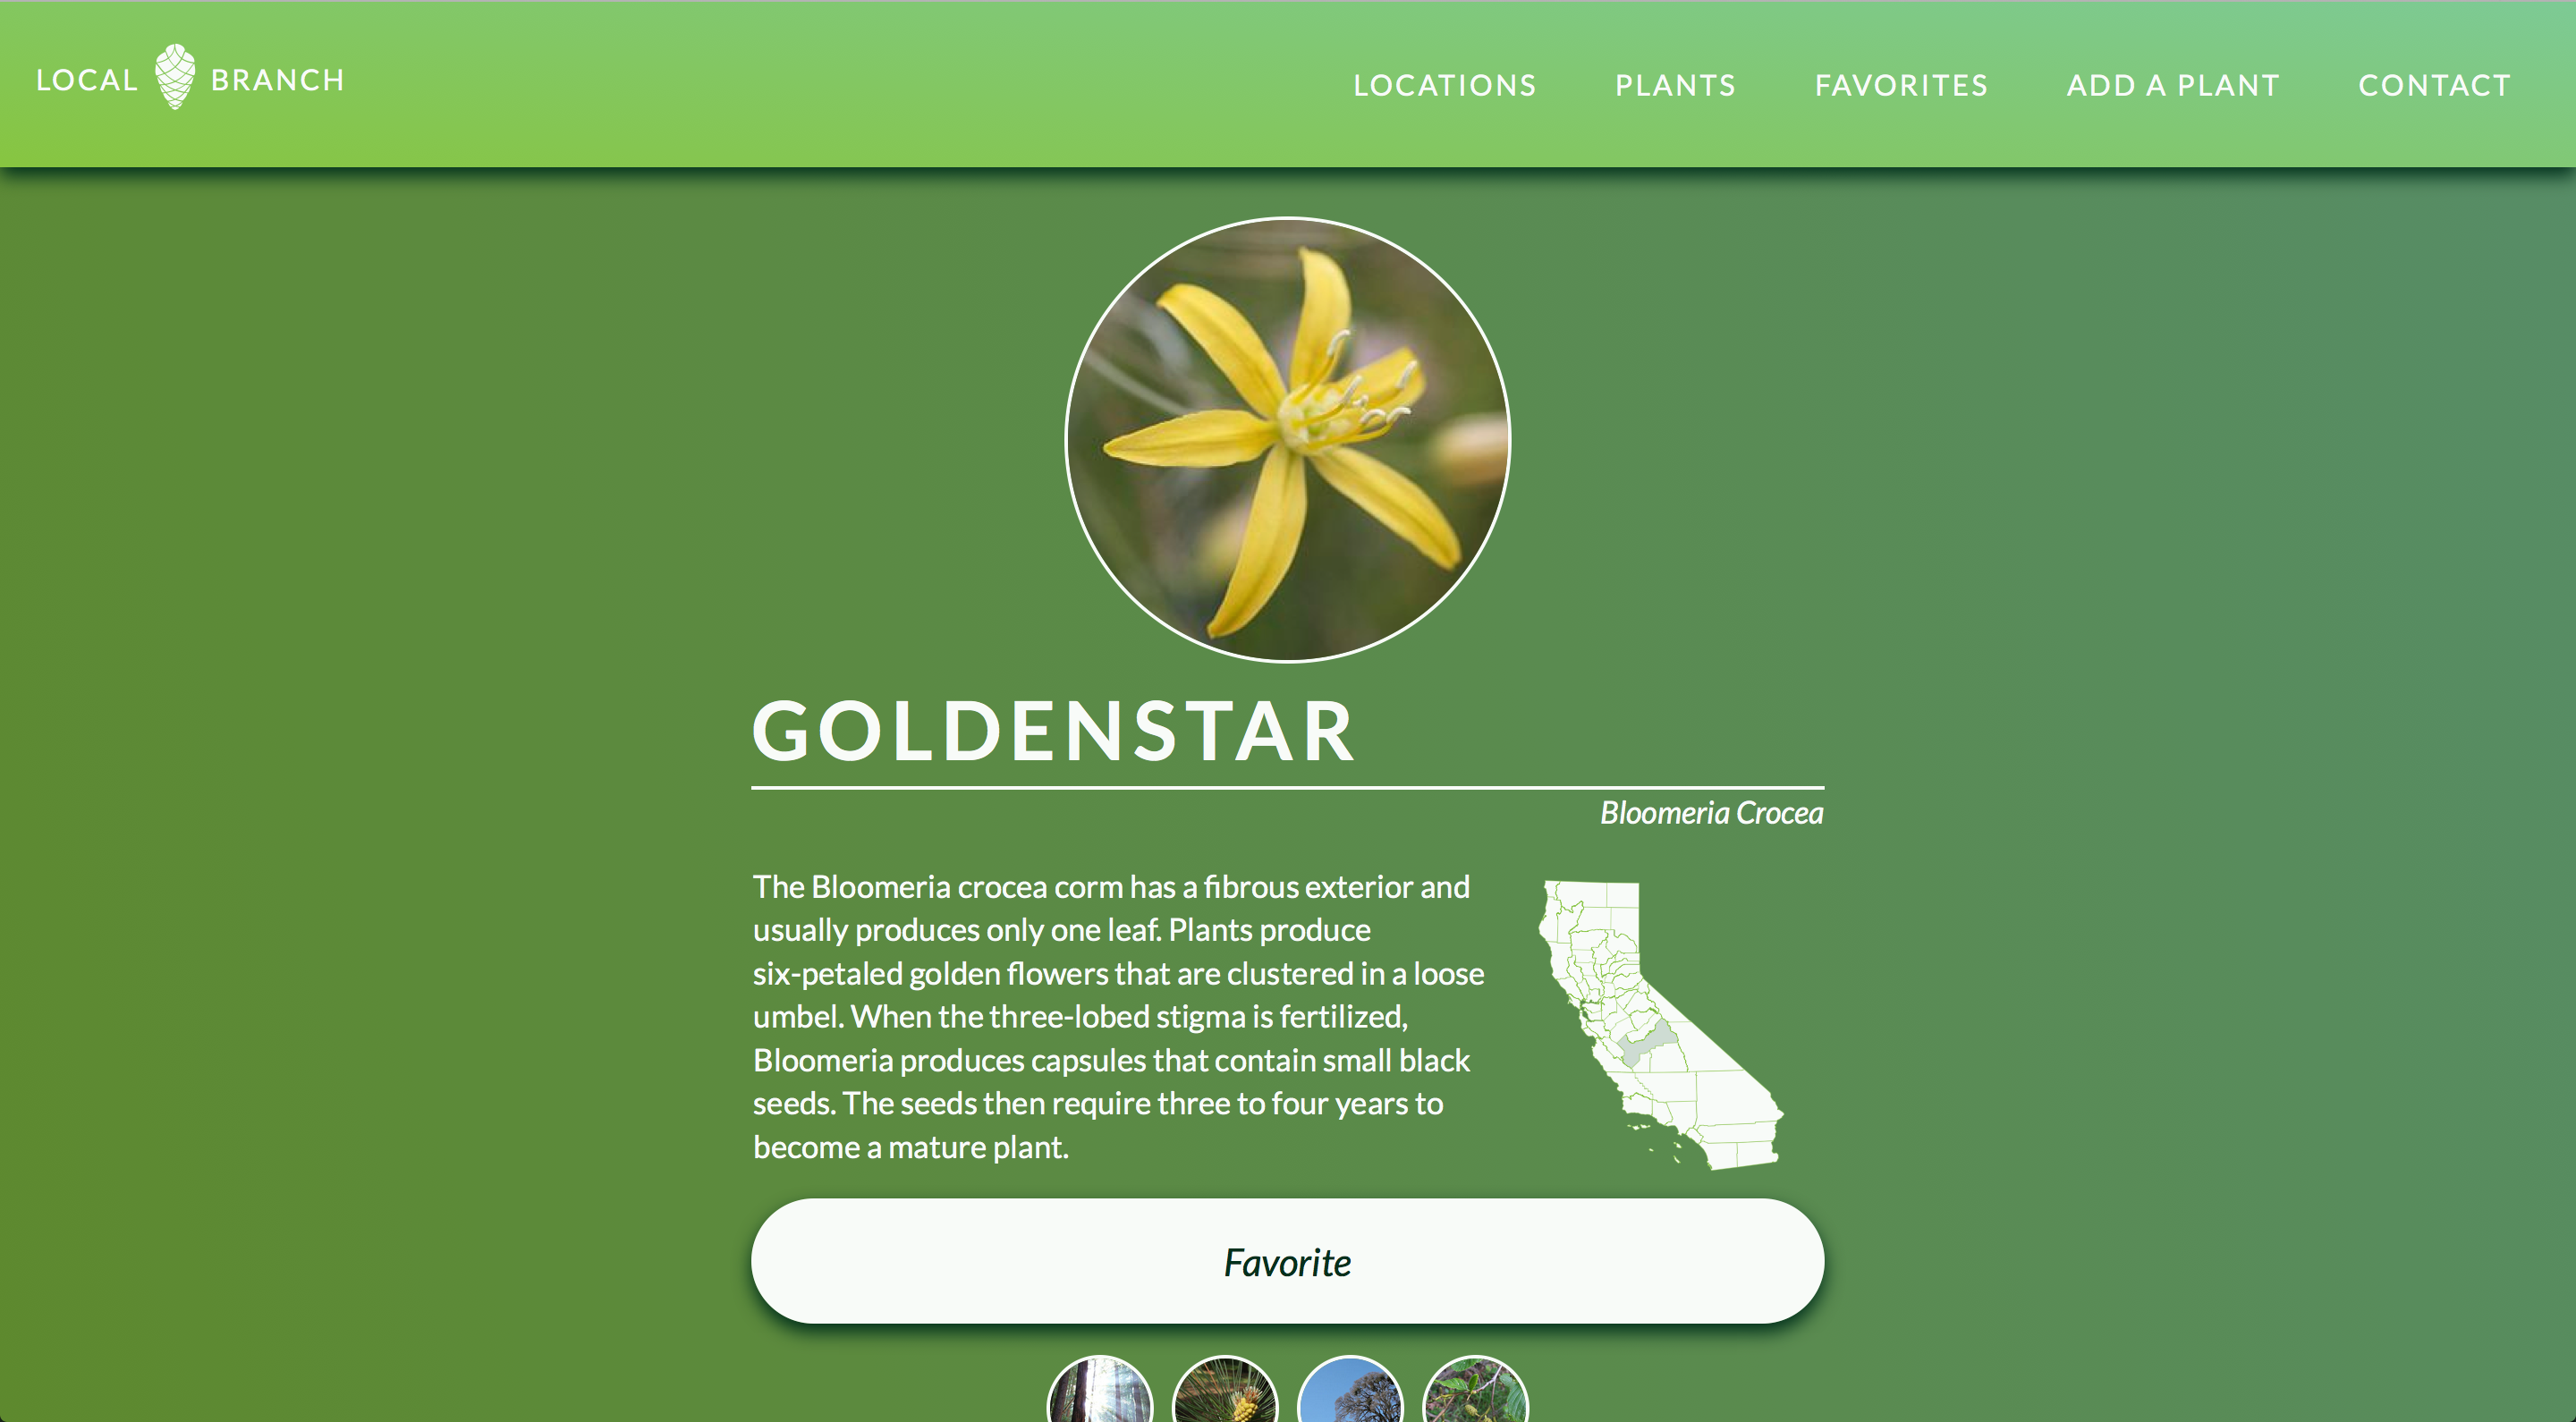 LOCAL BRANCH
LOCATIONS PLANTS FAVORITES ADD A PLANT CONTACT
GOLDENSTAR
Bloomeria Crocea
The Bloomeria crocea corm has a fibrous exterior and
usually produces only one leaf. Plants produce
six-petaled golden flowers that are clustered in a loose
umbel. When the three-lobed stigma is fertilized,
Bloomeria produces capsules that contain small black
seeds. The seeds then require three to four years to
become a mature plant.
Favorite